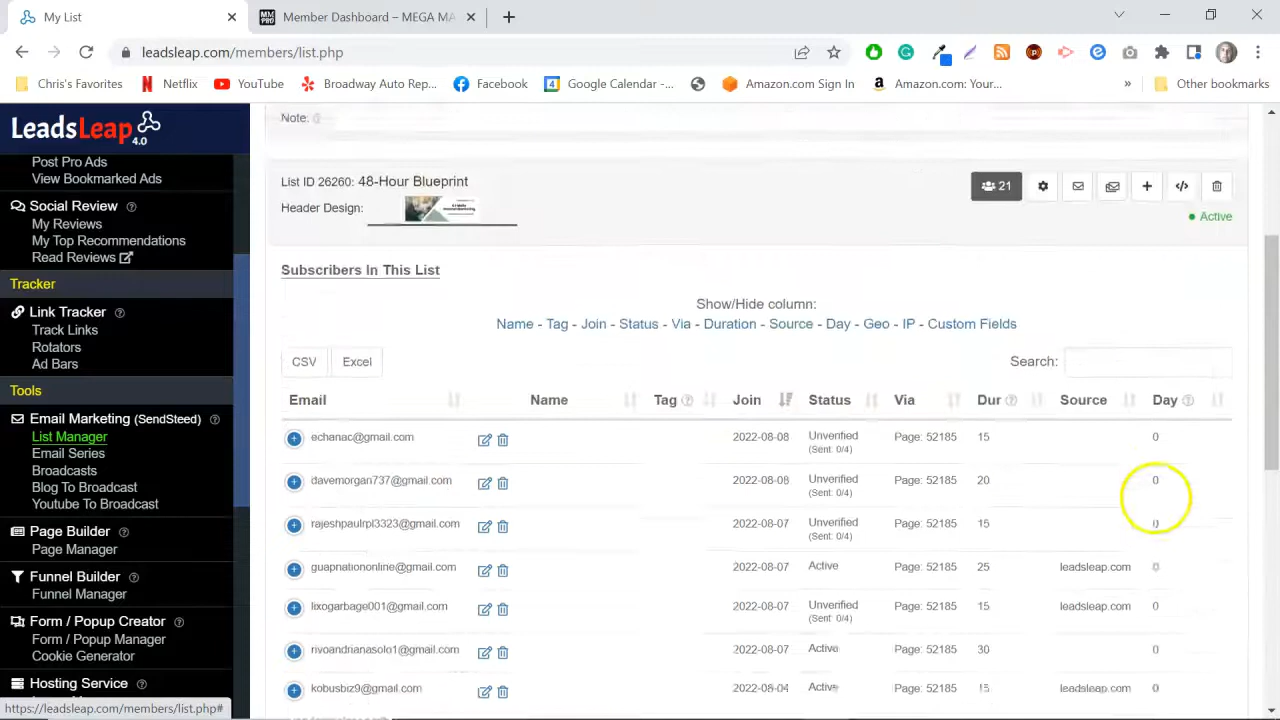 My List
Member Dashboard – MEGA MA
leadsleap.com/members/list.php
Chris's Favorites
Netflix
YouTube
Broadway Auto Rep...
Facebook
Google Calendar -...
Amazon.com Sign In
Amazon.com: Your...
»
Other bookmarks
LeadsLeap 4.0
Post Pro Ads
View Bookmarked Ads
Social Review
My Reviews
My Top Recommendations
Read Reviews
Tracker
Link Tracker
Track Links
Rotators
Ad Bars
Tools
Email Marketing (SendSteed)
List Manager
Email Series
Broadcasts
Blog To Broadcast
Youtube To Broadcast
Page Builder
Page Manager
Funnel Builder
Funnel Manager
Form / Popup Creator
Form / Popup Manager
Cookie Generator
Hosting Service
https://leadsleap.com/members/list.php#
Note:
List ID 26260: 48-Hour Blueprint
21
Header Design:
Active
Subscribers In This List
Show/Hide column:
Name - Tag - Join - Status - Via - Duration - Source - Day - Geo - IP - Custom Fields
CSV Excel Search:
Email Name Tag Join Status Via Dur Source Day
echanac@gmail.com 2022-08-08 Unverified Page: 52185 15 0
(Sent: 0/4)
davemorgan737@gmail.com 2022-08-08 Unverified Page: 52185 20 0
(Sent: 0/4)
rajeshpaulrpl3323@gmail.com 2022-08-07 Unverified Page: 52185 15 0
(Sent: 0/4)
guapnationonline@gmail.com 2022-08-07 Active Page: 52185 25 leadsleap.com 0
lixogarbage001@gmail.com 2022-08-07 Unverified Page: 52185 15 leadsleap.com 0
(Sent: 0/4)
rivoandrianasolo1@gmail.com 2022-08-07 Active Page: 52185 30 0
kobusbiz9@gmail.com 2022-08-04 Active Page: 52185 15 leadsleap.com 0